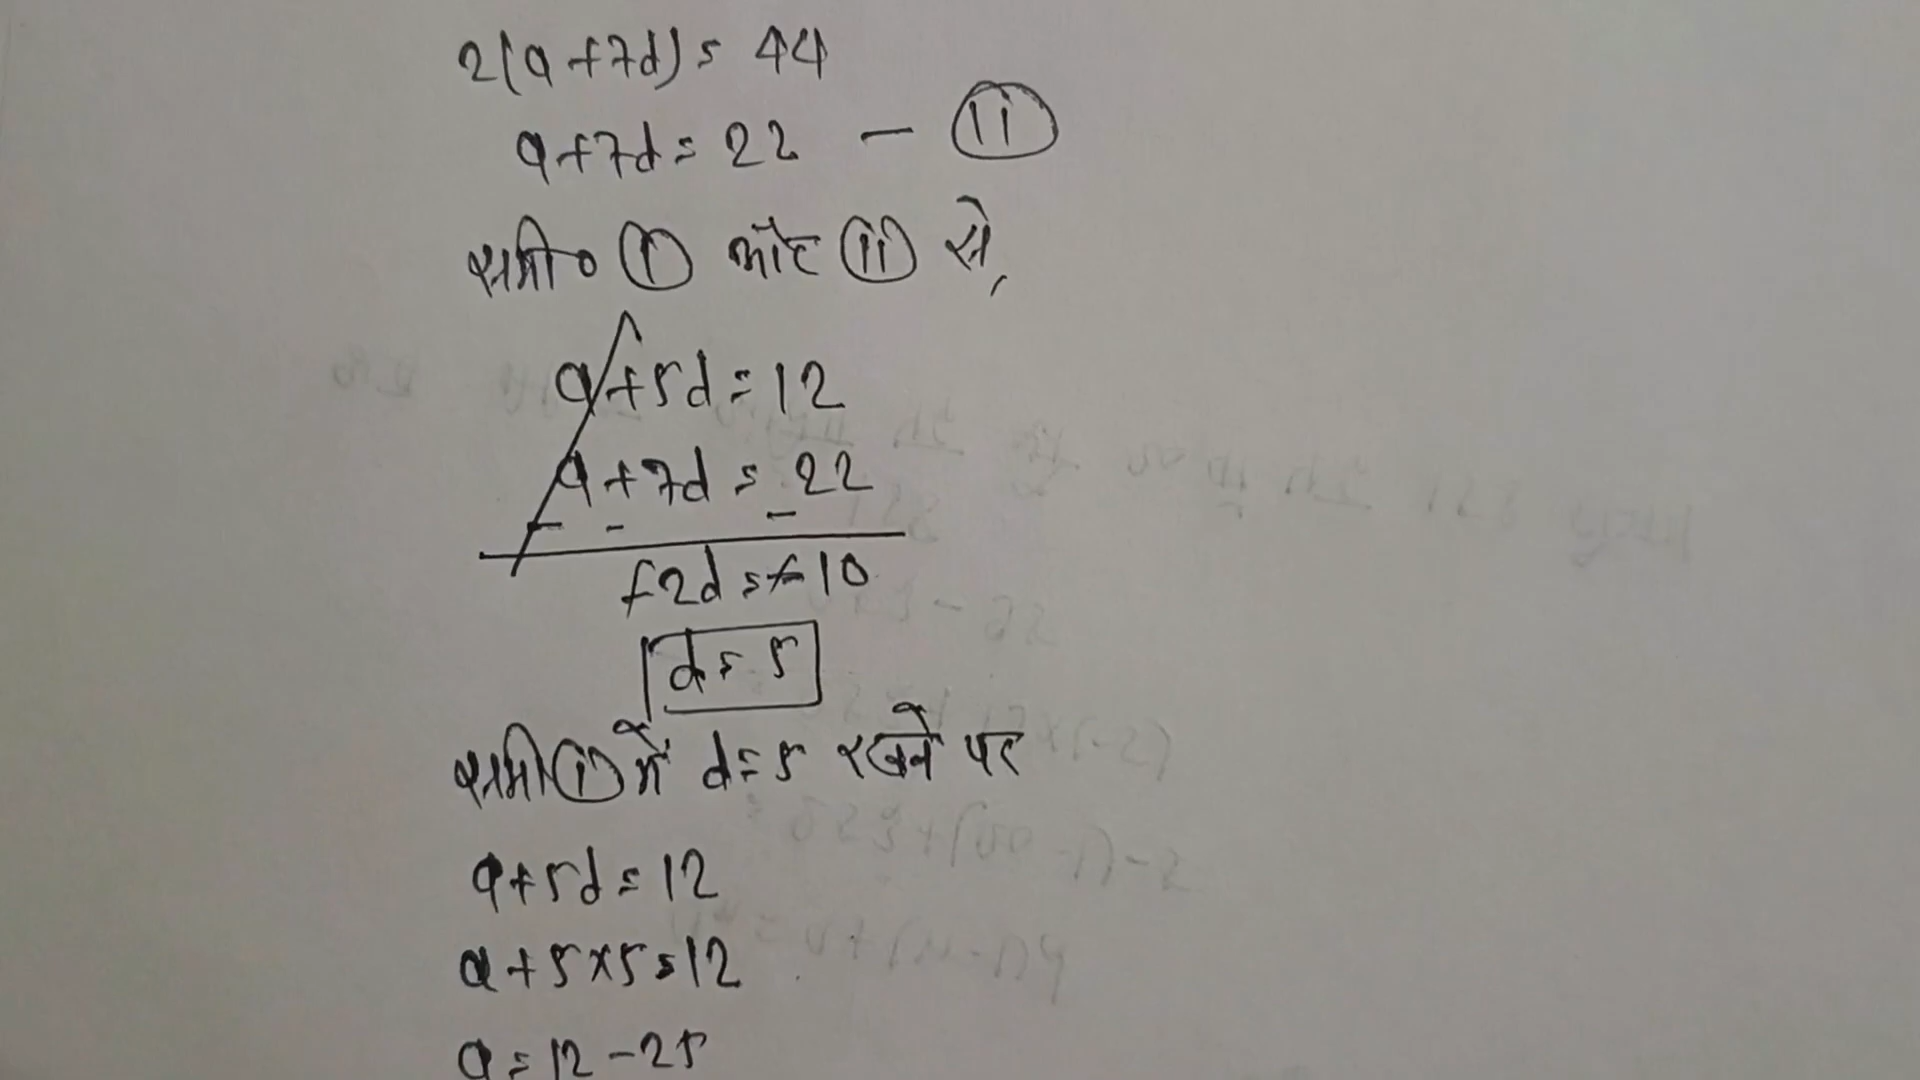 2(a+7d) = 44
a+7d = 22 — (ii)
समी० (i) और (ii) से,
a+5d = 12
a+7d = 22
- - -
+2d = +10
d = 5
समी (i) में d = 5 रखने पर
a+5d = 12
a+5×5 = 12
a = 12-25